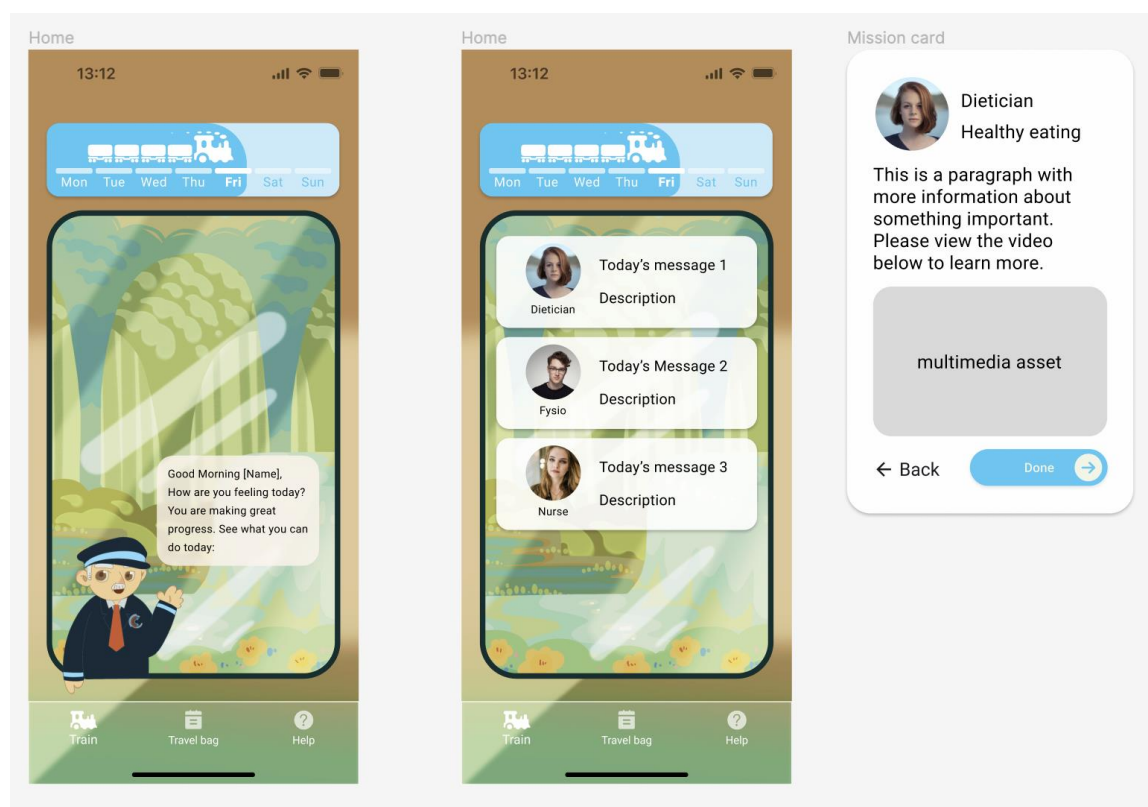 Home
13:12
Mon Tue Wed Thu Fri Sat Sun
Good Morning [Name],
How are you feeling today?
You are making great
progress. See what you can
do today:
Train Travel bag Help
Home
13:12
Mon Tue Wed Thu Fri Sat Sun
Today's message 1
Description
Dietician
Today's Message 2
Description
Fysio
Today's message 3
Description
Nurse
Train Travel bag Help
Mission card
Dietician
Healthy eating
This is a paragraph with
more information about
something important.
Please view the video
below to learn more.
multimedia asset
← Back Done →